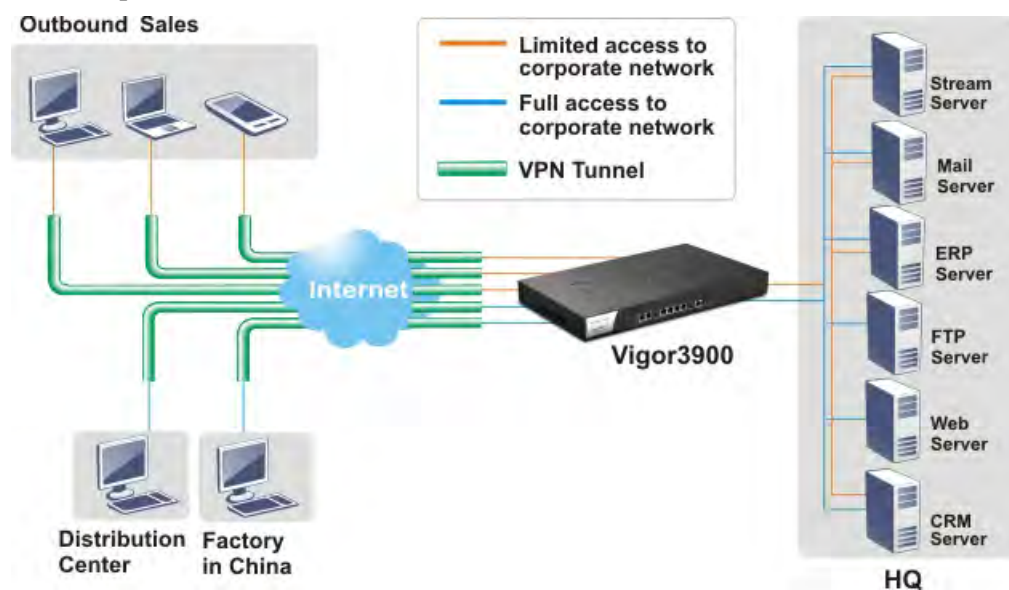 Outbound Sales
Limited access to
corporate network
Full access to
corporate network
VPN Tunnel
Internet
Vigor3900
Stream
Server
Mail
Server
ERP
Server
FTP
Server
Web
Server
CRM
Server
HQ
Distribution
Center
Factory
in China